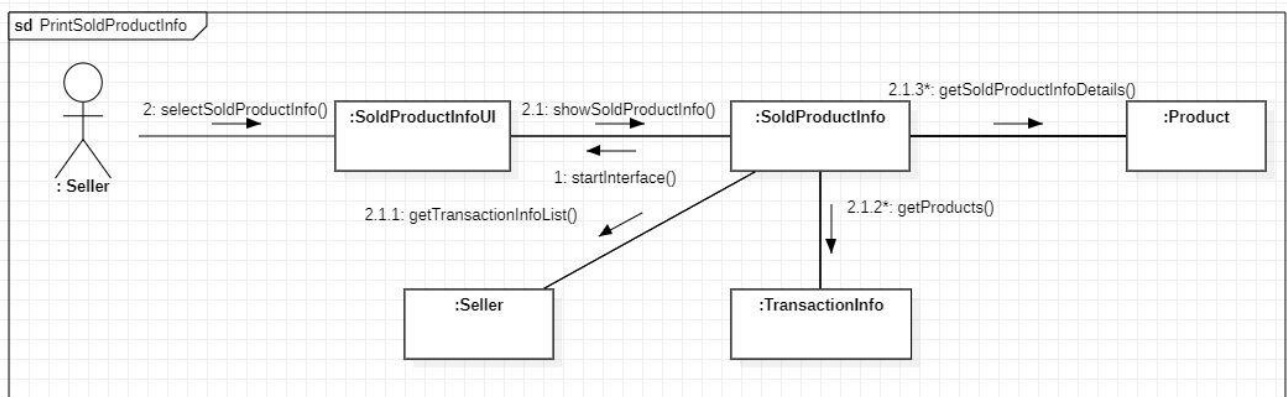 sd PrintSoldProductInfo
2: selectSoldProductInfo()
:SoldProductInfoUI
2.1: showSoldProductInfo()
:SoldProductInfo
2.1.3*: getSoldProductInfoDetails()
:Product
: Seller
1: startInterface()
2.1.1: getTransactionInfoList()
2.1.2*: getProducts()
:Seller
:TransactionInfo